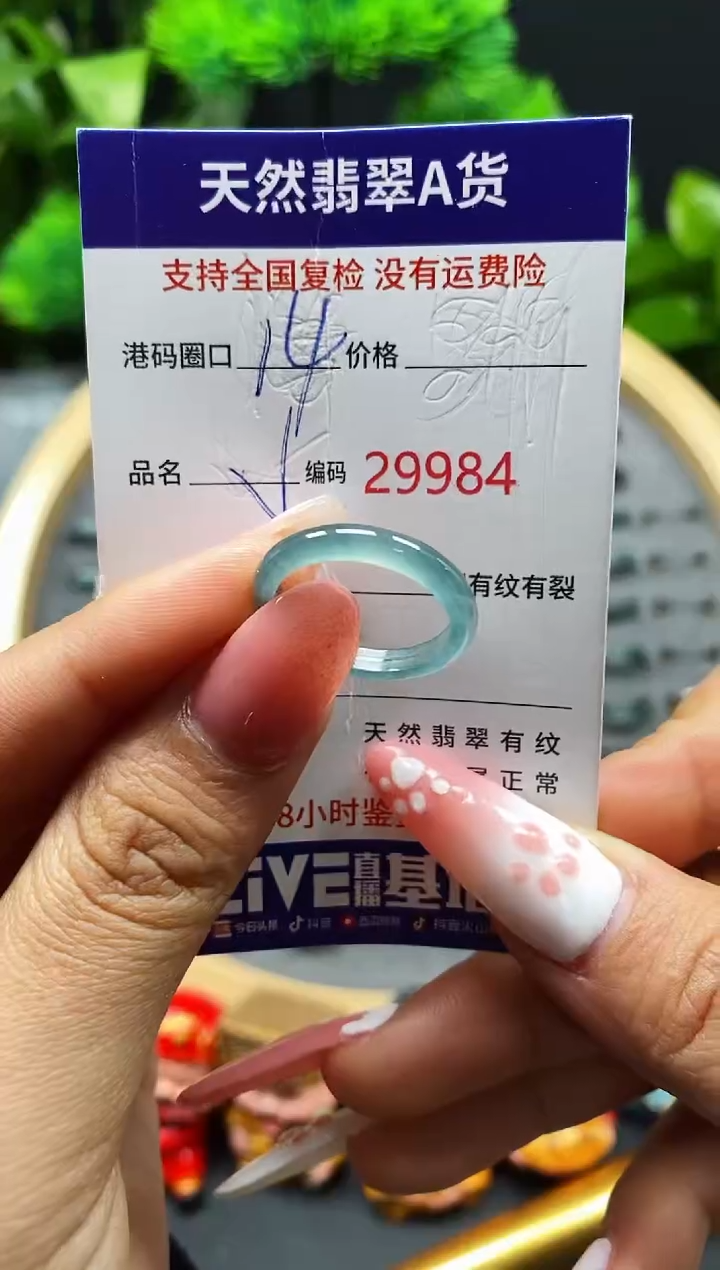 天然翡翠A货
支持全国复检 没有运费险
港码圈口 14 价格
品名 编码 29984
有纹有裂
天然翡翠有纹
正常
8小时鉴
LiVE直播基地